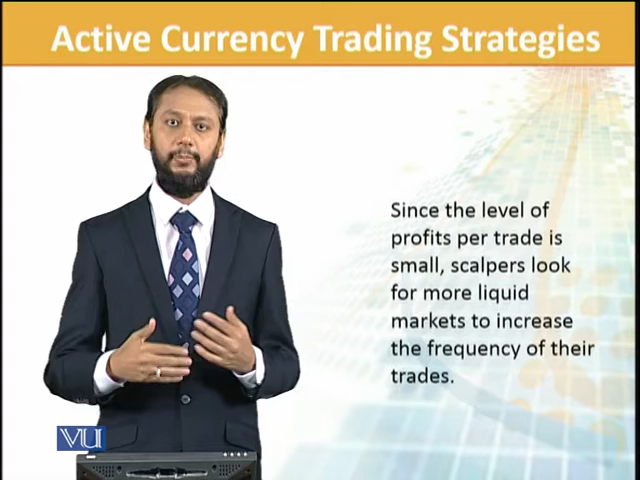 Active Currency Trading Strategies
Since the level of
profits per trade is
small, scalpers look
for more liquid
markets to increase
the frequency of their
trades.
VU